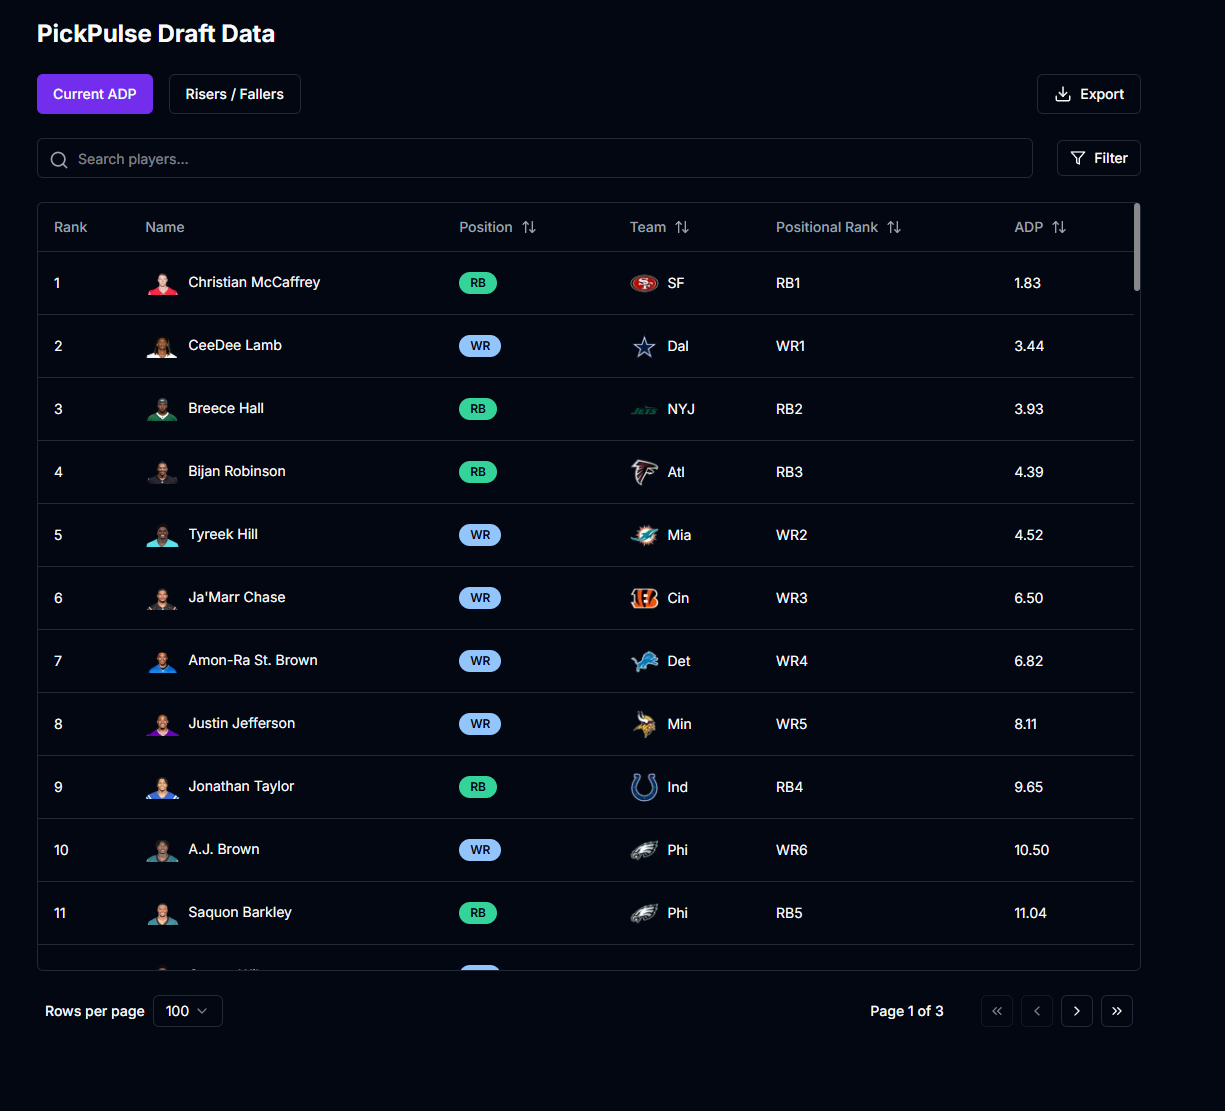 PickPulse Draft Data
Current ADP Risers / Fallers Export
Search players... Filter
Rank Name Position Team Positional Rank ADP
1 Christian McCaffrey RB SF RB1 1.83
2 CeeDee Lamb WR Dal WR1 3.44
3 Breece Hall RB JETS NYJ RB2 3.93
4 Bijan Robinson RB Atl RB3 4.39
5 Tyreek Hill WR Mia WR2 4.52
6 Ja'Marr Chase WR Cin WR3 6.50
7 Amon-Ra St. Brown WR Det WR4 6.82
8 Justin Jefferson WR Min WR5 8.11
9 Jonathan Taylor RB Ind RB4 9.65
10 A.J. Brown WR Phi WR6 10.50
11 Saquon Barkley RB Phi RB5 11.04
Rows per page 100 Page 1 of 3